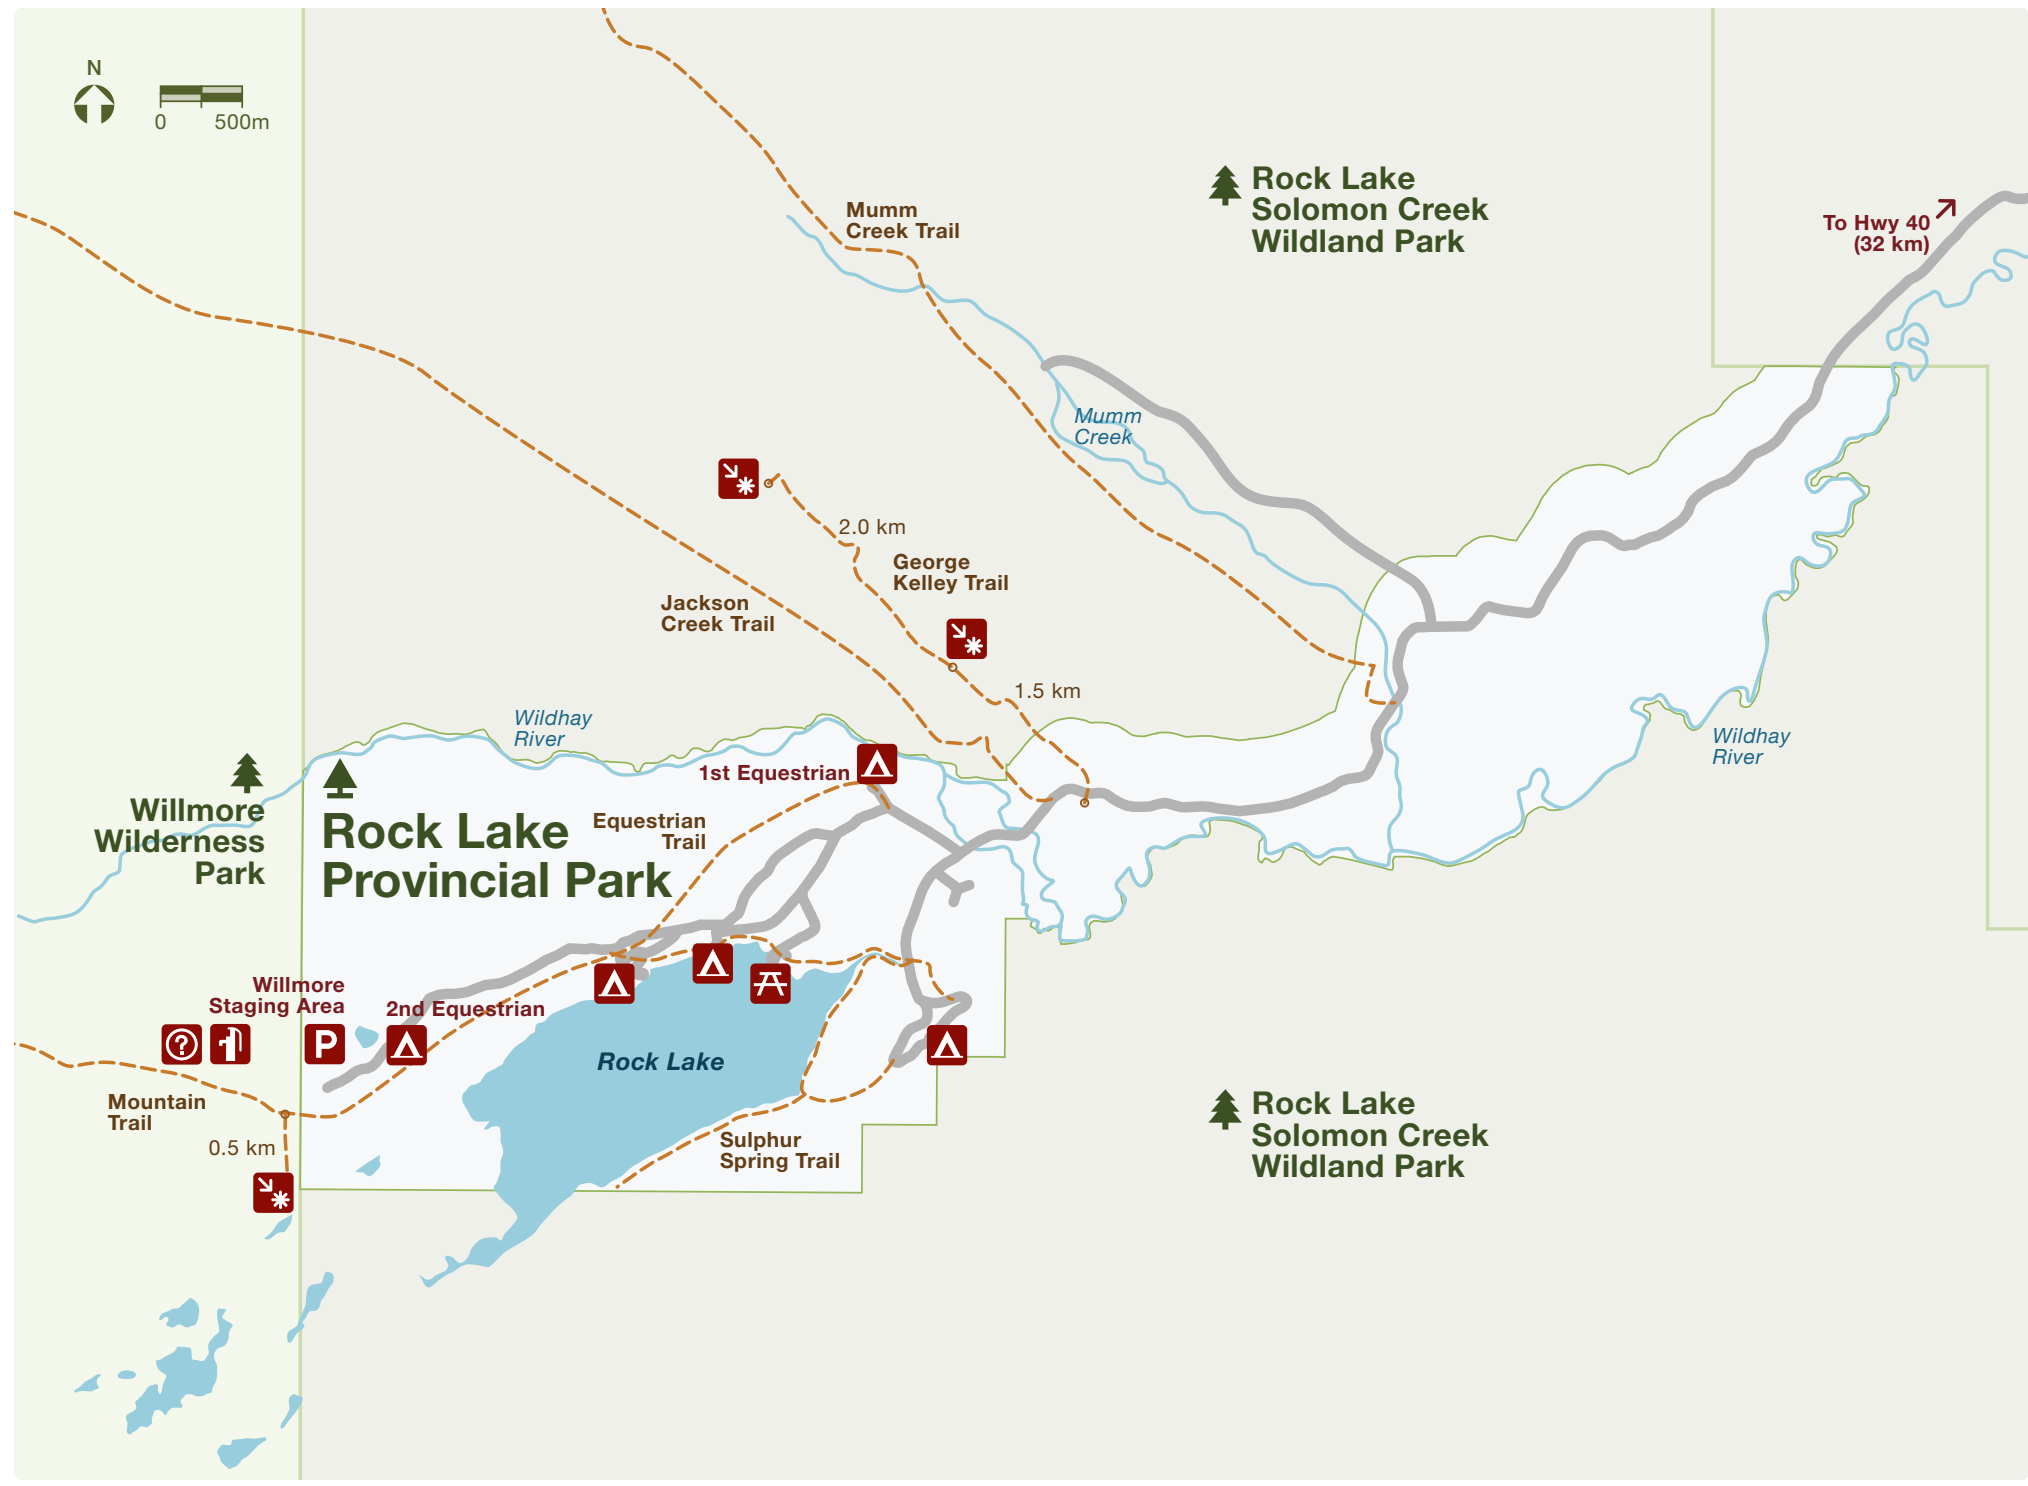 N
0 500m
Mumm
Creek Trail
Rock Lake
Solomon Creek
Wildland Park
To Hwy 40
(32 km)
Mumm
Creek
2.0 km
George
Kelley Trail
Jackson
Creek Trail
1.5 km
Wildhay
River
Wildhay
River
1st Equestrian
Willmore
Wilderness
Park
Rock Lake
Provincial Park
Equestrian
Trail
Willmore
Staging Area
2nd Equestrian
? P
Rock Lake
Mountain
Trail
0.5 km
Sulphur
Spring Trail
Rock Lake
Solomon Creek
Wildland Park